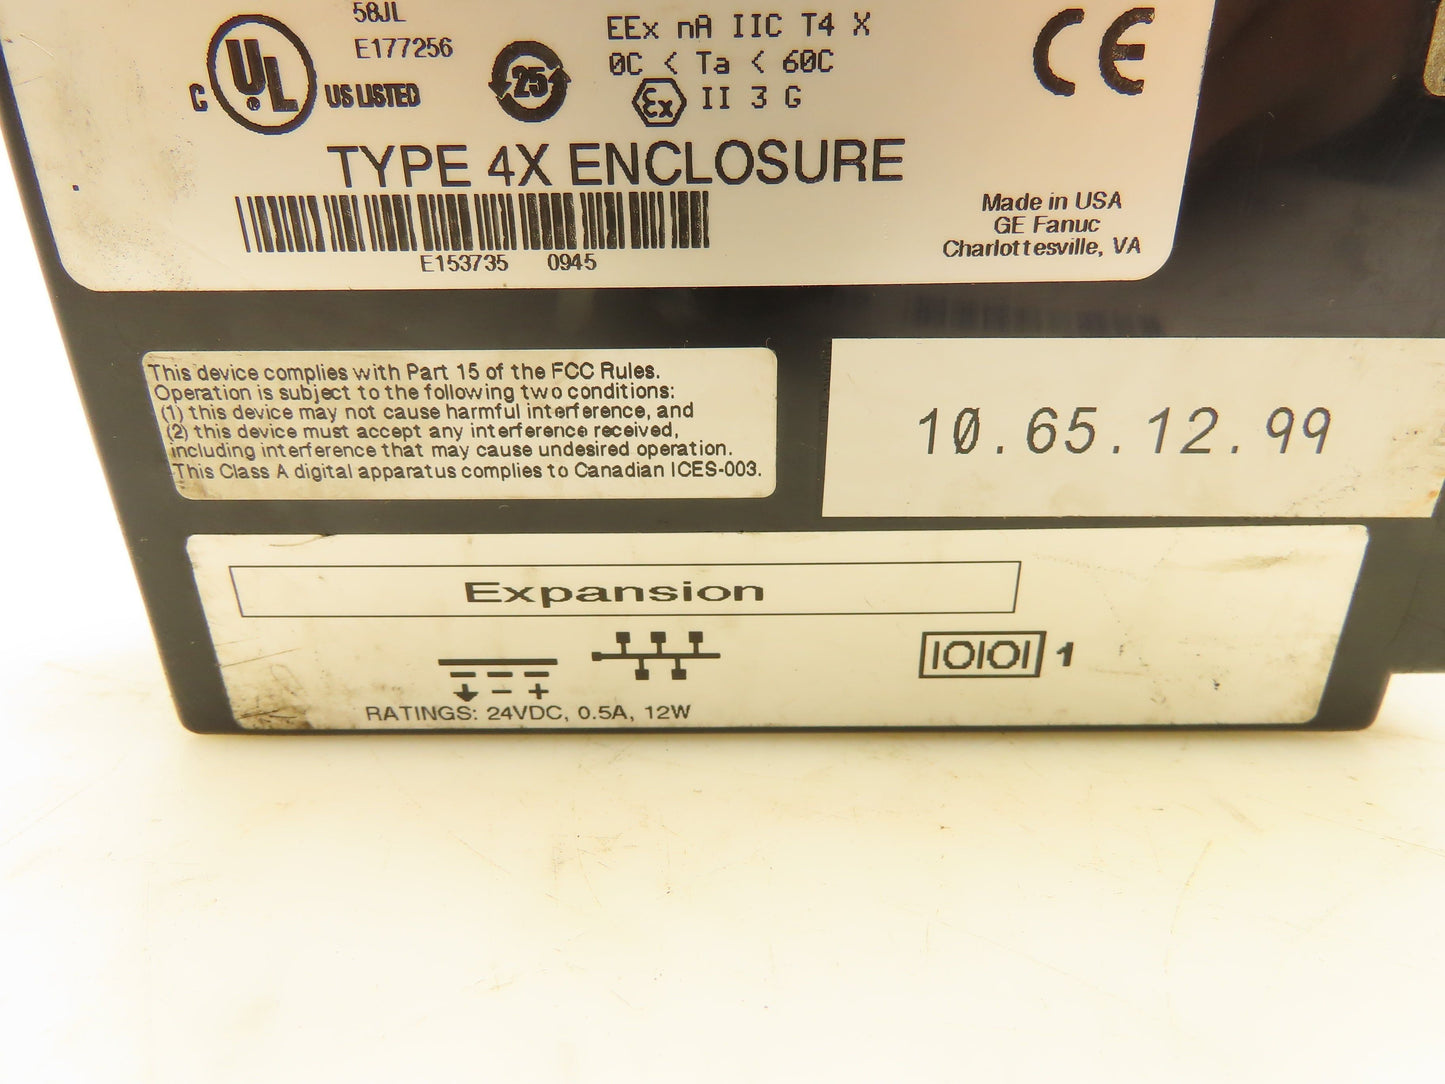 58JL
E177256
C UL US LISTED
25
EEx nA IIC T4 X
0C < Ta < 60C
Ex II 3 G
CE
TYPE 4X ENCLOSURE
E153735 0945
Made in USA
GE Fanuc
Charlottesville, VA
This device complies with Part 15 of the FCC Rules.
Operation is subject to the following two conditions:
(1) this device may not cause harmful interference, and
(2) this device must accept any interference received,
including interference that may cause undesired operation.
This Class A digital apparatus complies to Canadian ICES-003.
10.65.12.99
Expansion
IOIOI 1
RATINGS: 24VDC, 0.5A, 12W